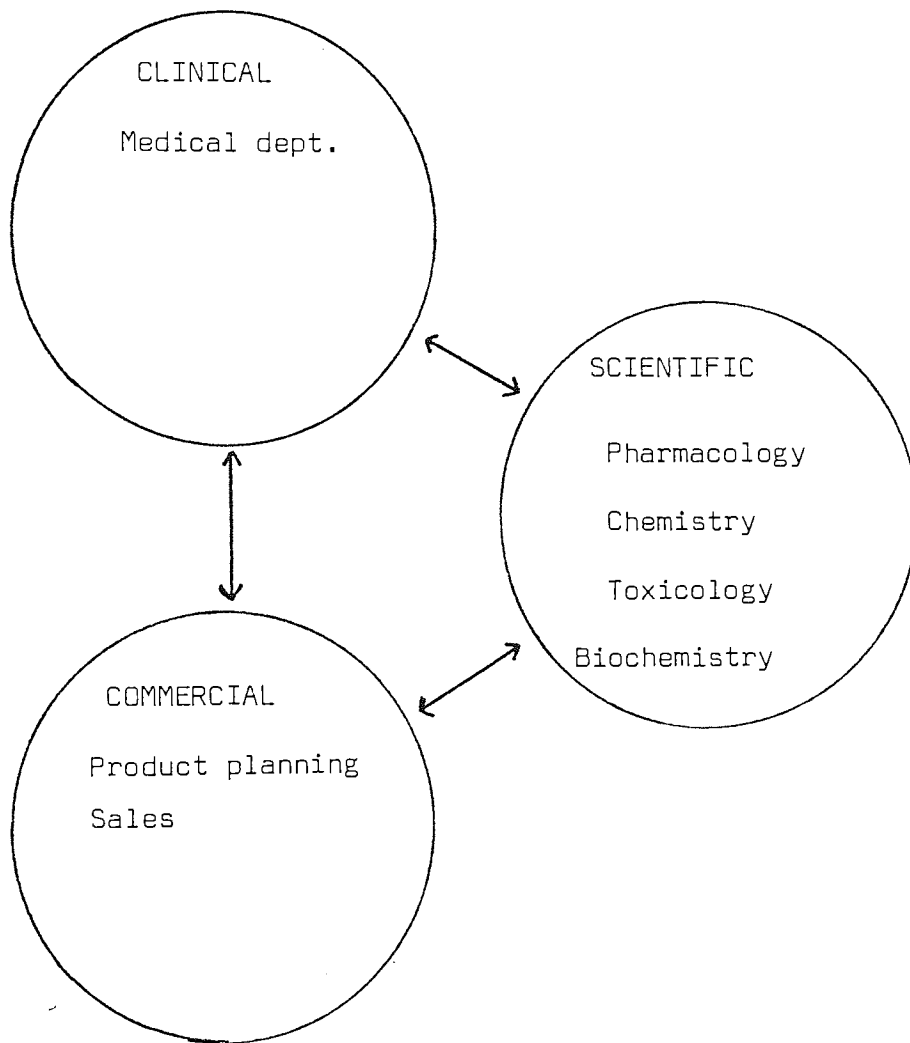 CLINICAL
Medical dept.
SCIENTIFIC
Pharmacology
Chemistry
Toxicology
Biochemistry
COMMERCIAL
Product planning
Sales